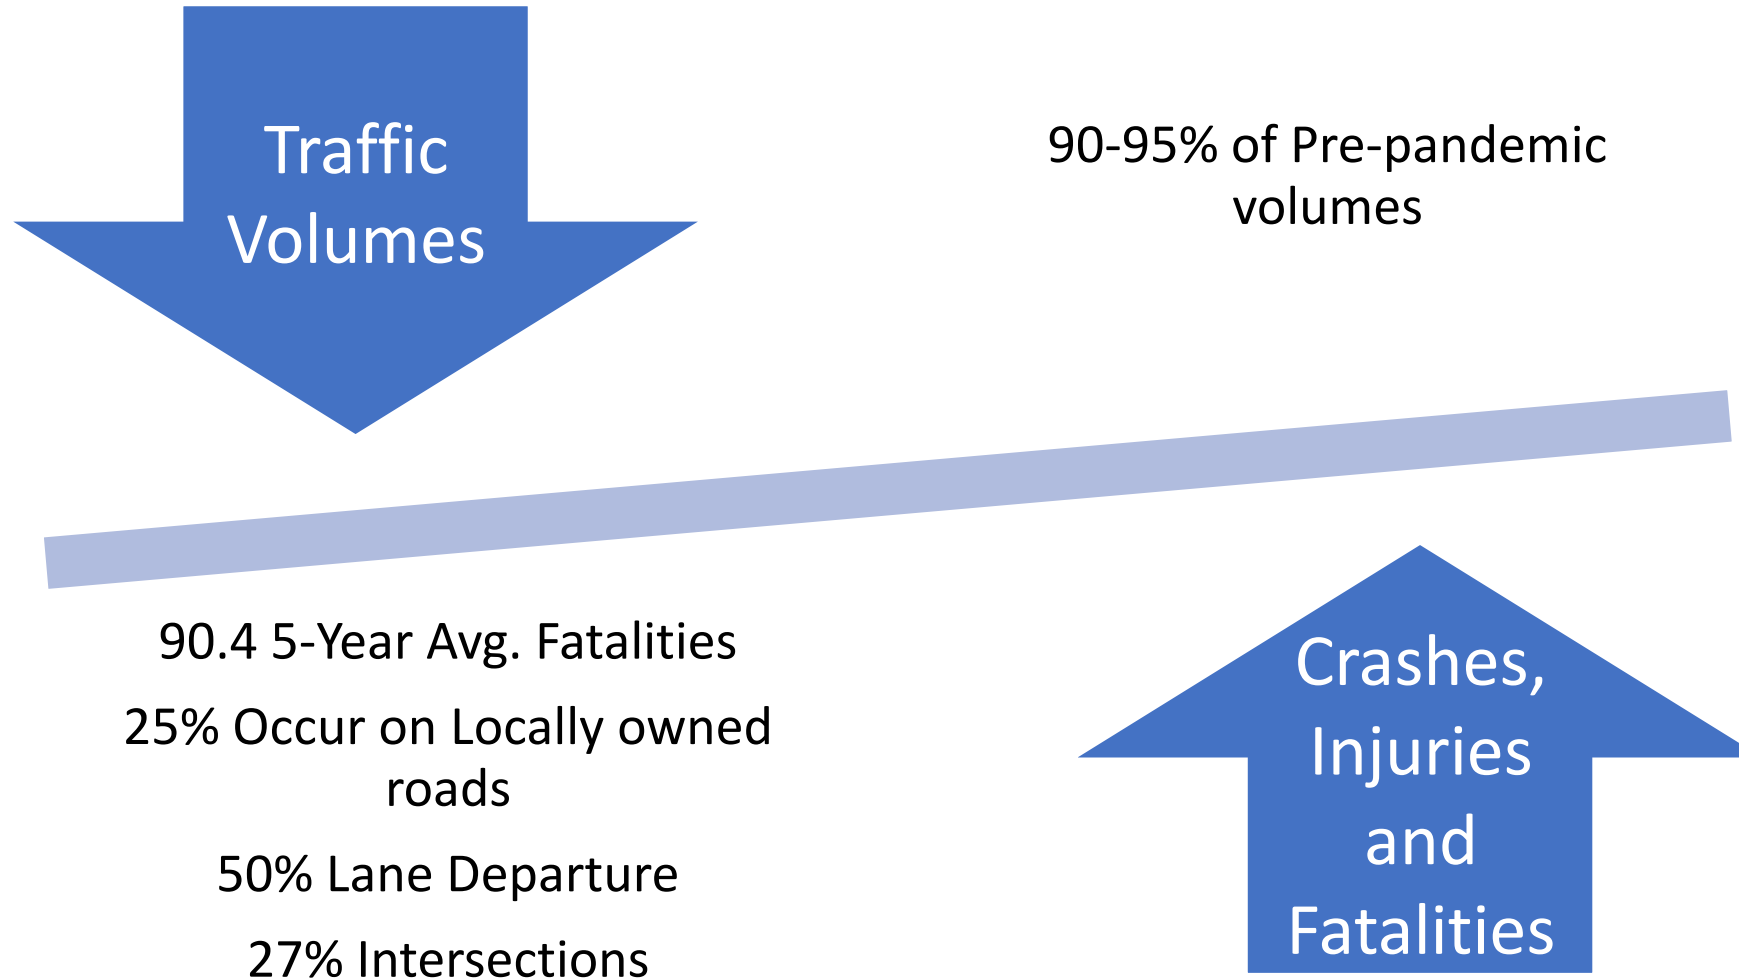 Traffic
Volumes
90-95% of Pre-pandemic
volumes
90.4 5-Year Avg. Fatalities
25% Occur on Locally owned
roads
50% Lane Departure
27% Intersections
Crashes,
Injuries
and
Fatalities